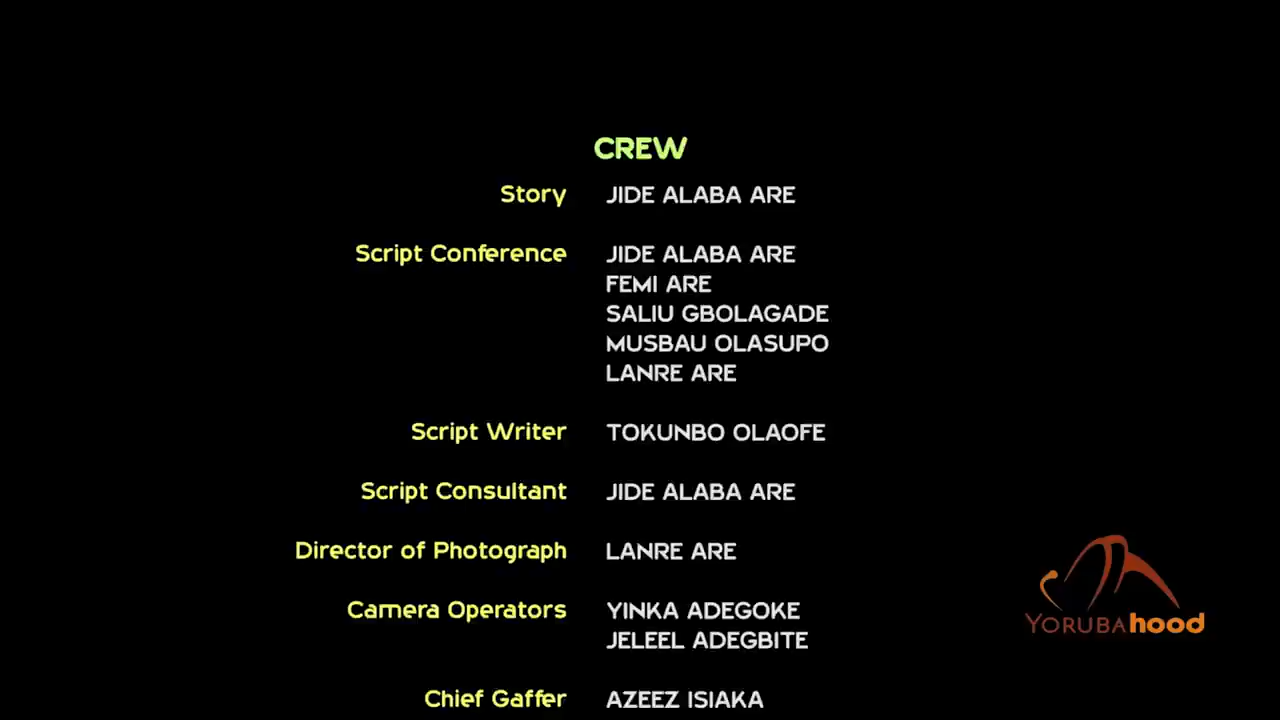 CREW
Story JIDE ALABA ARE
Script Conference JIDE ALABA ARE
FEMI ARE
SALIU GBOLAGADE
MUSBAU OLASUPO
LANRE ARE
Script Writer TOKUNBO OLAOFE
Script Consultant JIDE ALABA ARE
Director of Photograph LANRE ARE
Camera Operators YINKA ADEGOKE
JELEEL ADEGBITE
YORUBAhood
Chief Gaffer AZEEZ ISIAKA